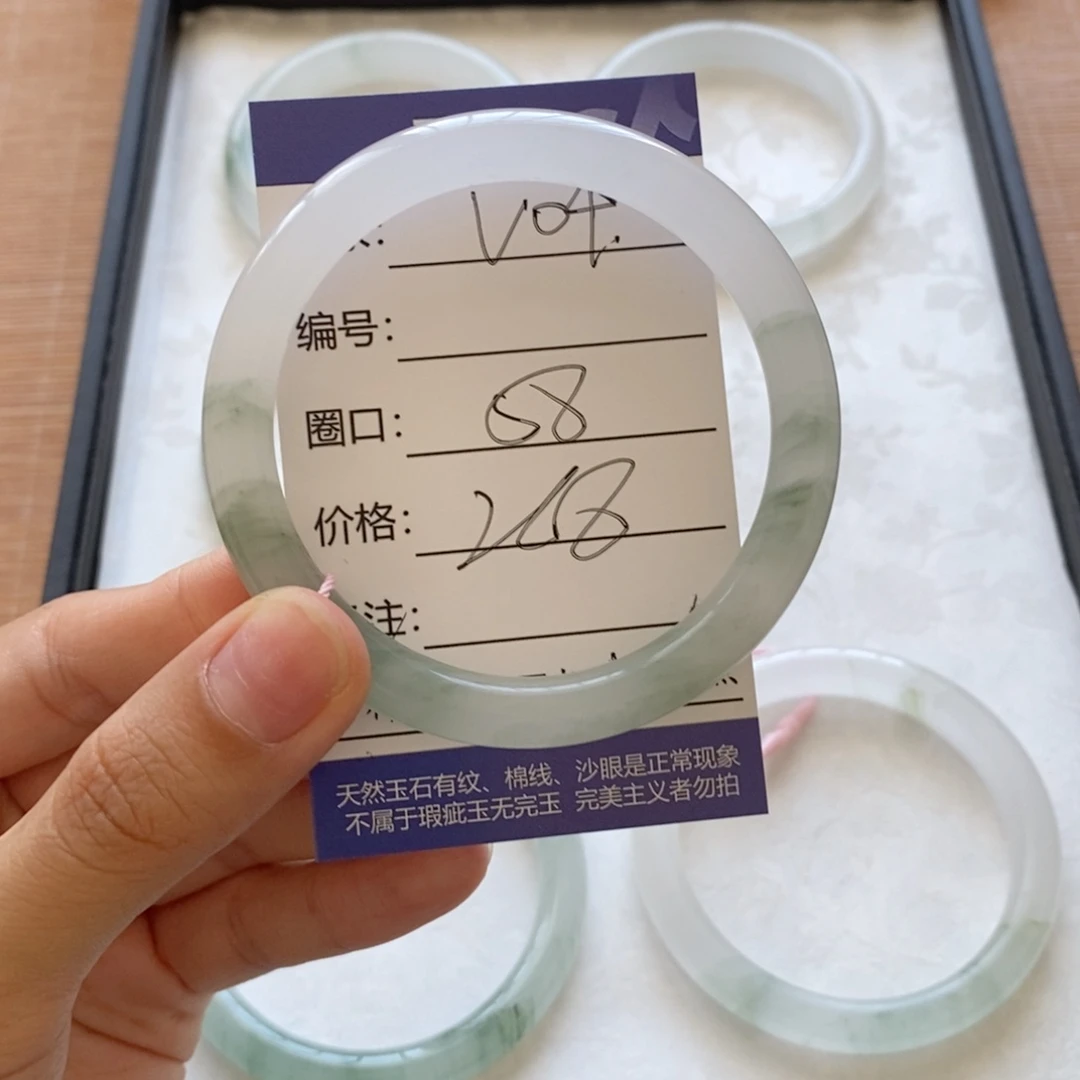 V04.
编号：
圈口： 58
价格： 268
注：
天然玉石有纹、棉线、沙眼是正常现象
不属于瑕疵玉无完玉 完美主义者勿拍